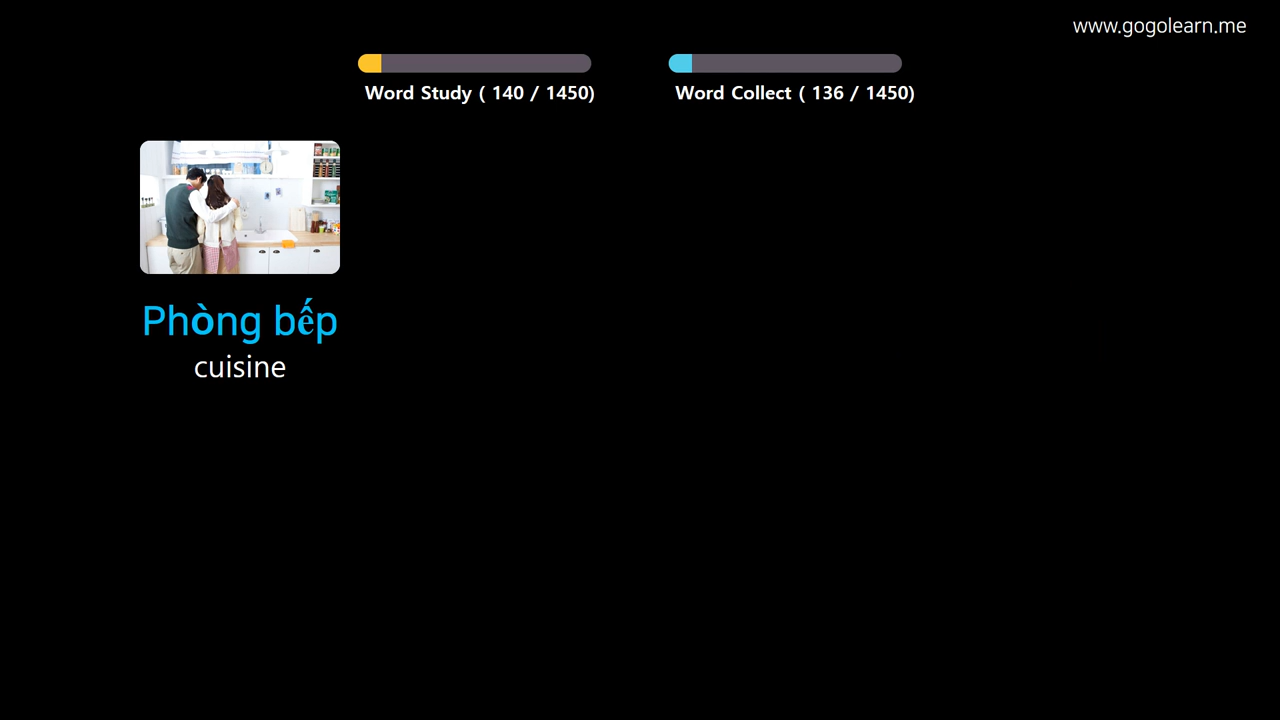 www.gogolearn.me
Word Study ( 140 / 1450)
Word Collect ( 136 / 1450)
Phòng bếp
cuisine